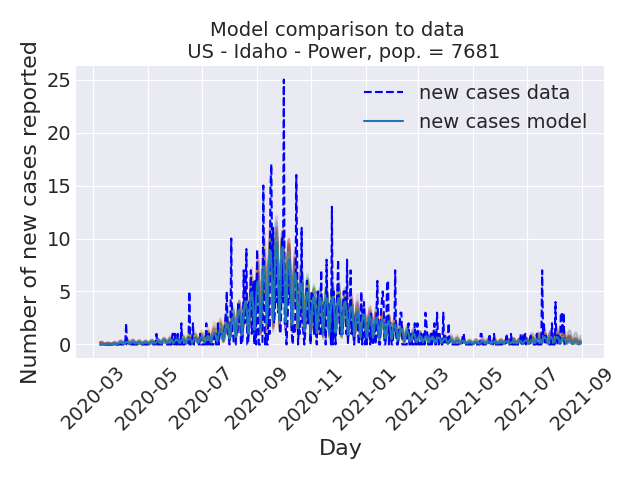 Model comparison to data
US - Idaho - Power, pop. = 7681
Number of new cases reported
25
20
15
10
5
0
new cases data
new cases model
2020-03
2020-05
2020-07
2020-09
2020-11
2021-01
2021-03
2021-05
2021-07
2021-09
Day